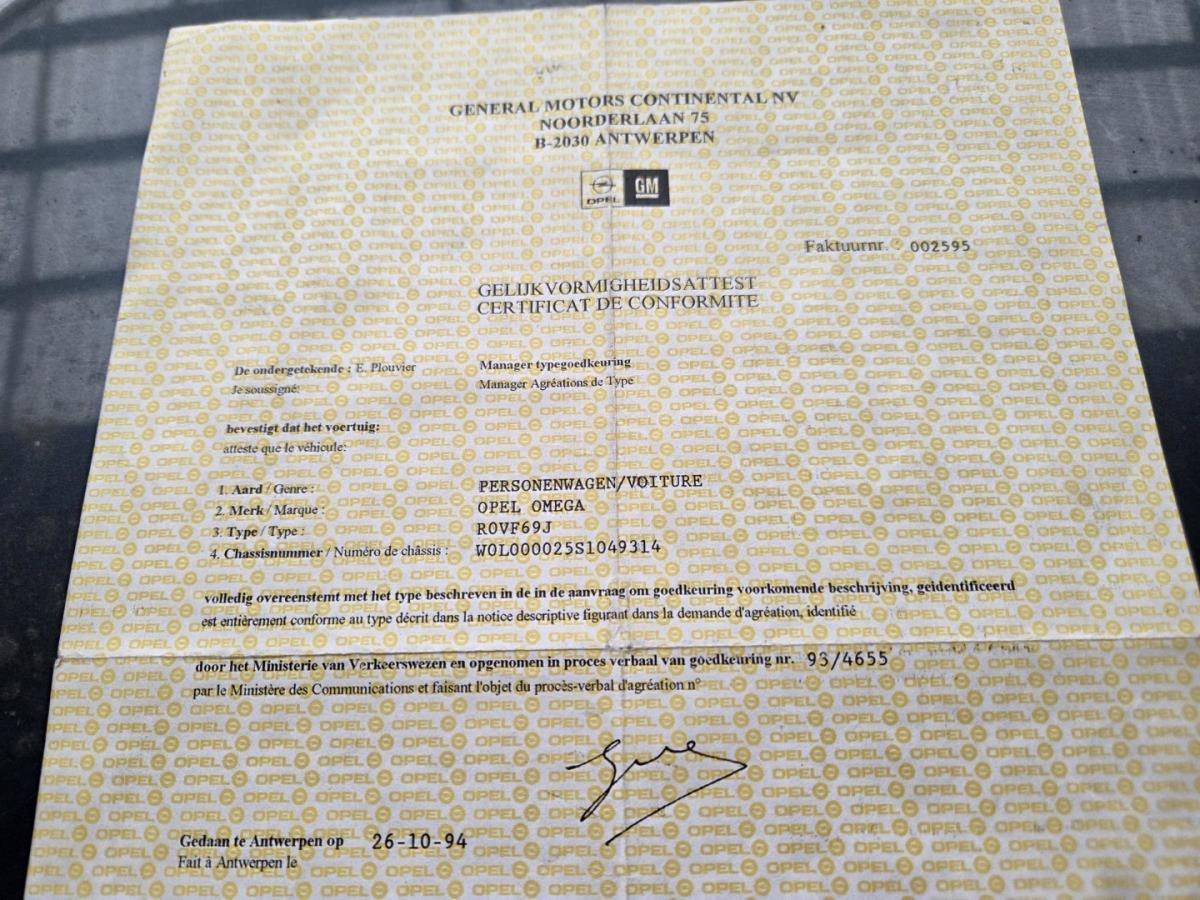 GENERAL MOTORS CONTINENTAL NV
NOORDERLAAN 75
B-2030 ANTWERPEN
OPEL GM
Faktuurnr. : 002595
GELIJKVORMIGHEIDSATTEST
CERTIFICAT DE CONFORMITE
De ondergetekende : E. Plouvier Manager typegoedkeuring
Je soussigné: Manager Agréations de Type
bevestigt dat het voertuig:
atteste que le véhicule:
1. Aard / Genre : PERSONENWAGEN/VOITURE
2. Merk / Marque : OPEL OMEGA
3. Type / Type : R0VF69J
4. Chassisnummer / Numéro de châssis : W0L000025S1049314
volledig overeenstemt met het type beschreven in de in de aanvraag om goedkeuring voorkomende beschrijving, geidentificeerd
est entièrement conforme au type décrit dans la notice descriptive figurant dans la demande d'agréation, identifié
door het Ministerie van Verkeerswezen en opgenomen in proces verbaal van goedkeuring nr. 93/4655
par le Ministère des Communications et faisant l'objet du procès-verbal d'agréation n°
Gedaan te Antwerpen op 26-10-94
Fait à Antwerpen le